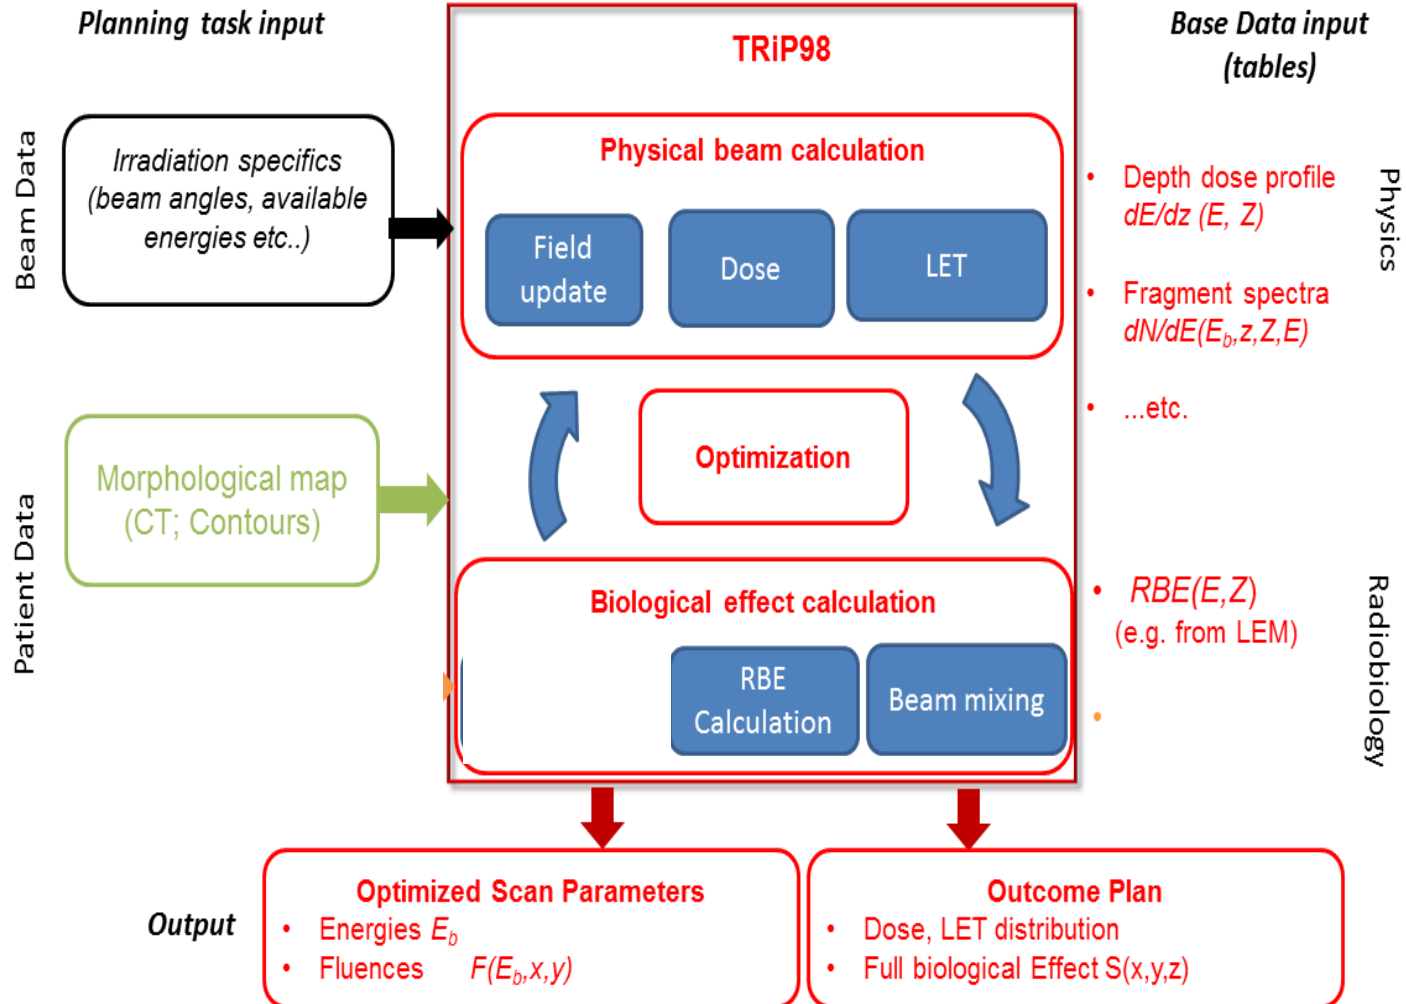 Planning task input
TRiP98
Base Data input
(tables)
Beam Data
Irradiation specifics
(beam angles, available
energies etc..)
Physical beam calculation
Field
update
Dose
LET
• Depth dose profile
dE/dz (E, Z)
• Fragment spectra
dN/dE(E_b,z,Z,E)
• ...etc.
Physics
Patient Data
Morphological map
(CT; Contours)
Optimization
Biological effect calculation
RBE
Calculation
Beam mixing
• RBE(E,Z)
(e.g. from LEM)
•
Radiobiology
Output
Optimized Scan Parameters
• Energies E_b
• Fluences F(E_b,x,y)
Outcome Plan
• Dose, LET distribution
• Full biological Effect S(x,y,z)